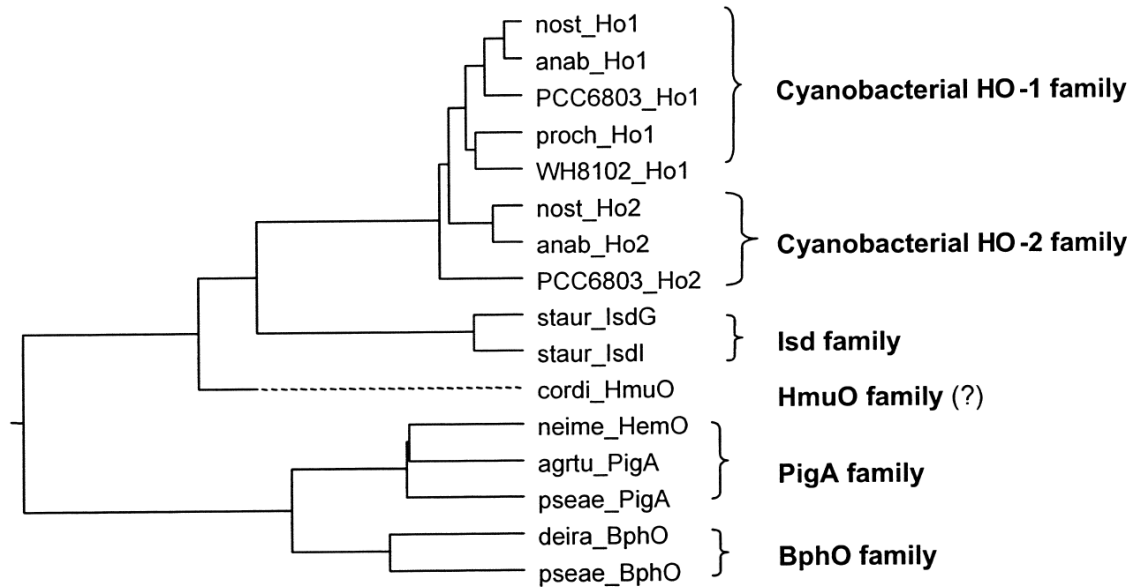 nost_Ho1
anab_Ho1
PCC6803_Ho1
proch_Ho1
WH8102_Ho1
Cyanobacterial HO-1 family
nost_Ho2
anab_Ho2
PCC6803_Ho2
Cyanobacterial HO-2 family
staur_IsdG
staur_IsdI
Isd family
cordi_HmuO
HmuO family (?)
neime_HemO
agrtu_PigA
pseae_PigA
PigA family
deira_BphO
pseae_BphO
BphO family